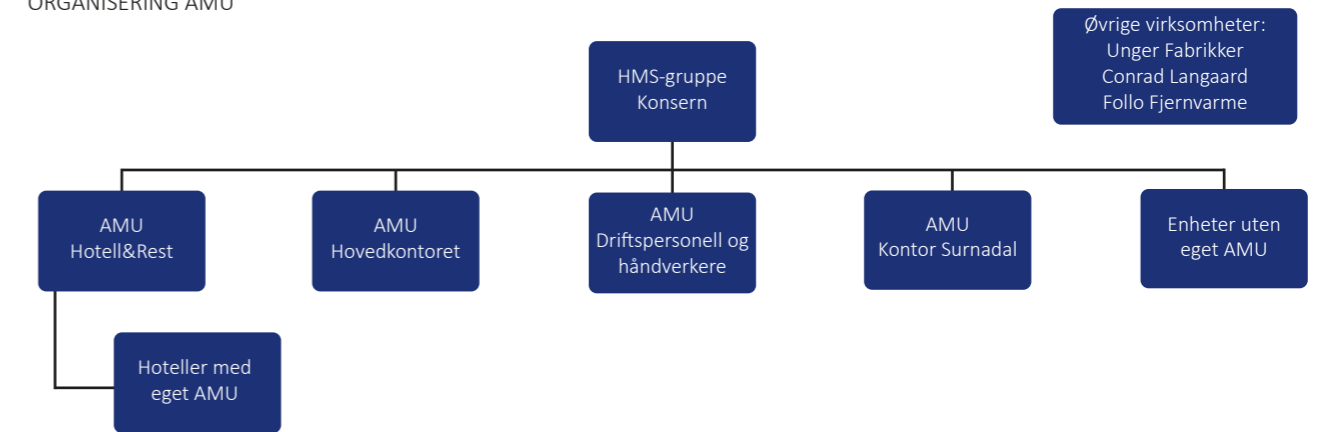 ORGANISERING AMU
Øvrige virksomheter:
Unger Fabrikker
Conrad Langaard
Follo Fjernvarme
HMS-gruppe
Konsern
AMU
Hotell&Rest
AMU
Hovedkontoret
AMU
Driftspersonell og
håndverkere
AMU
Kontor Surnadal
Enheter uten
eget AMU
Hoteller med
eget AMU